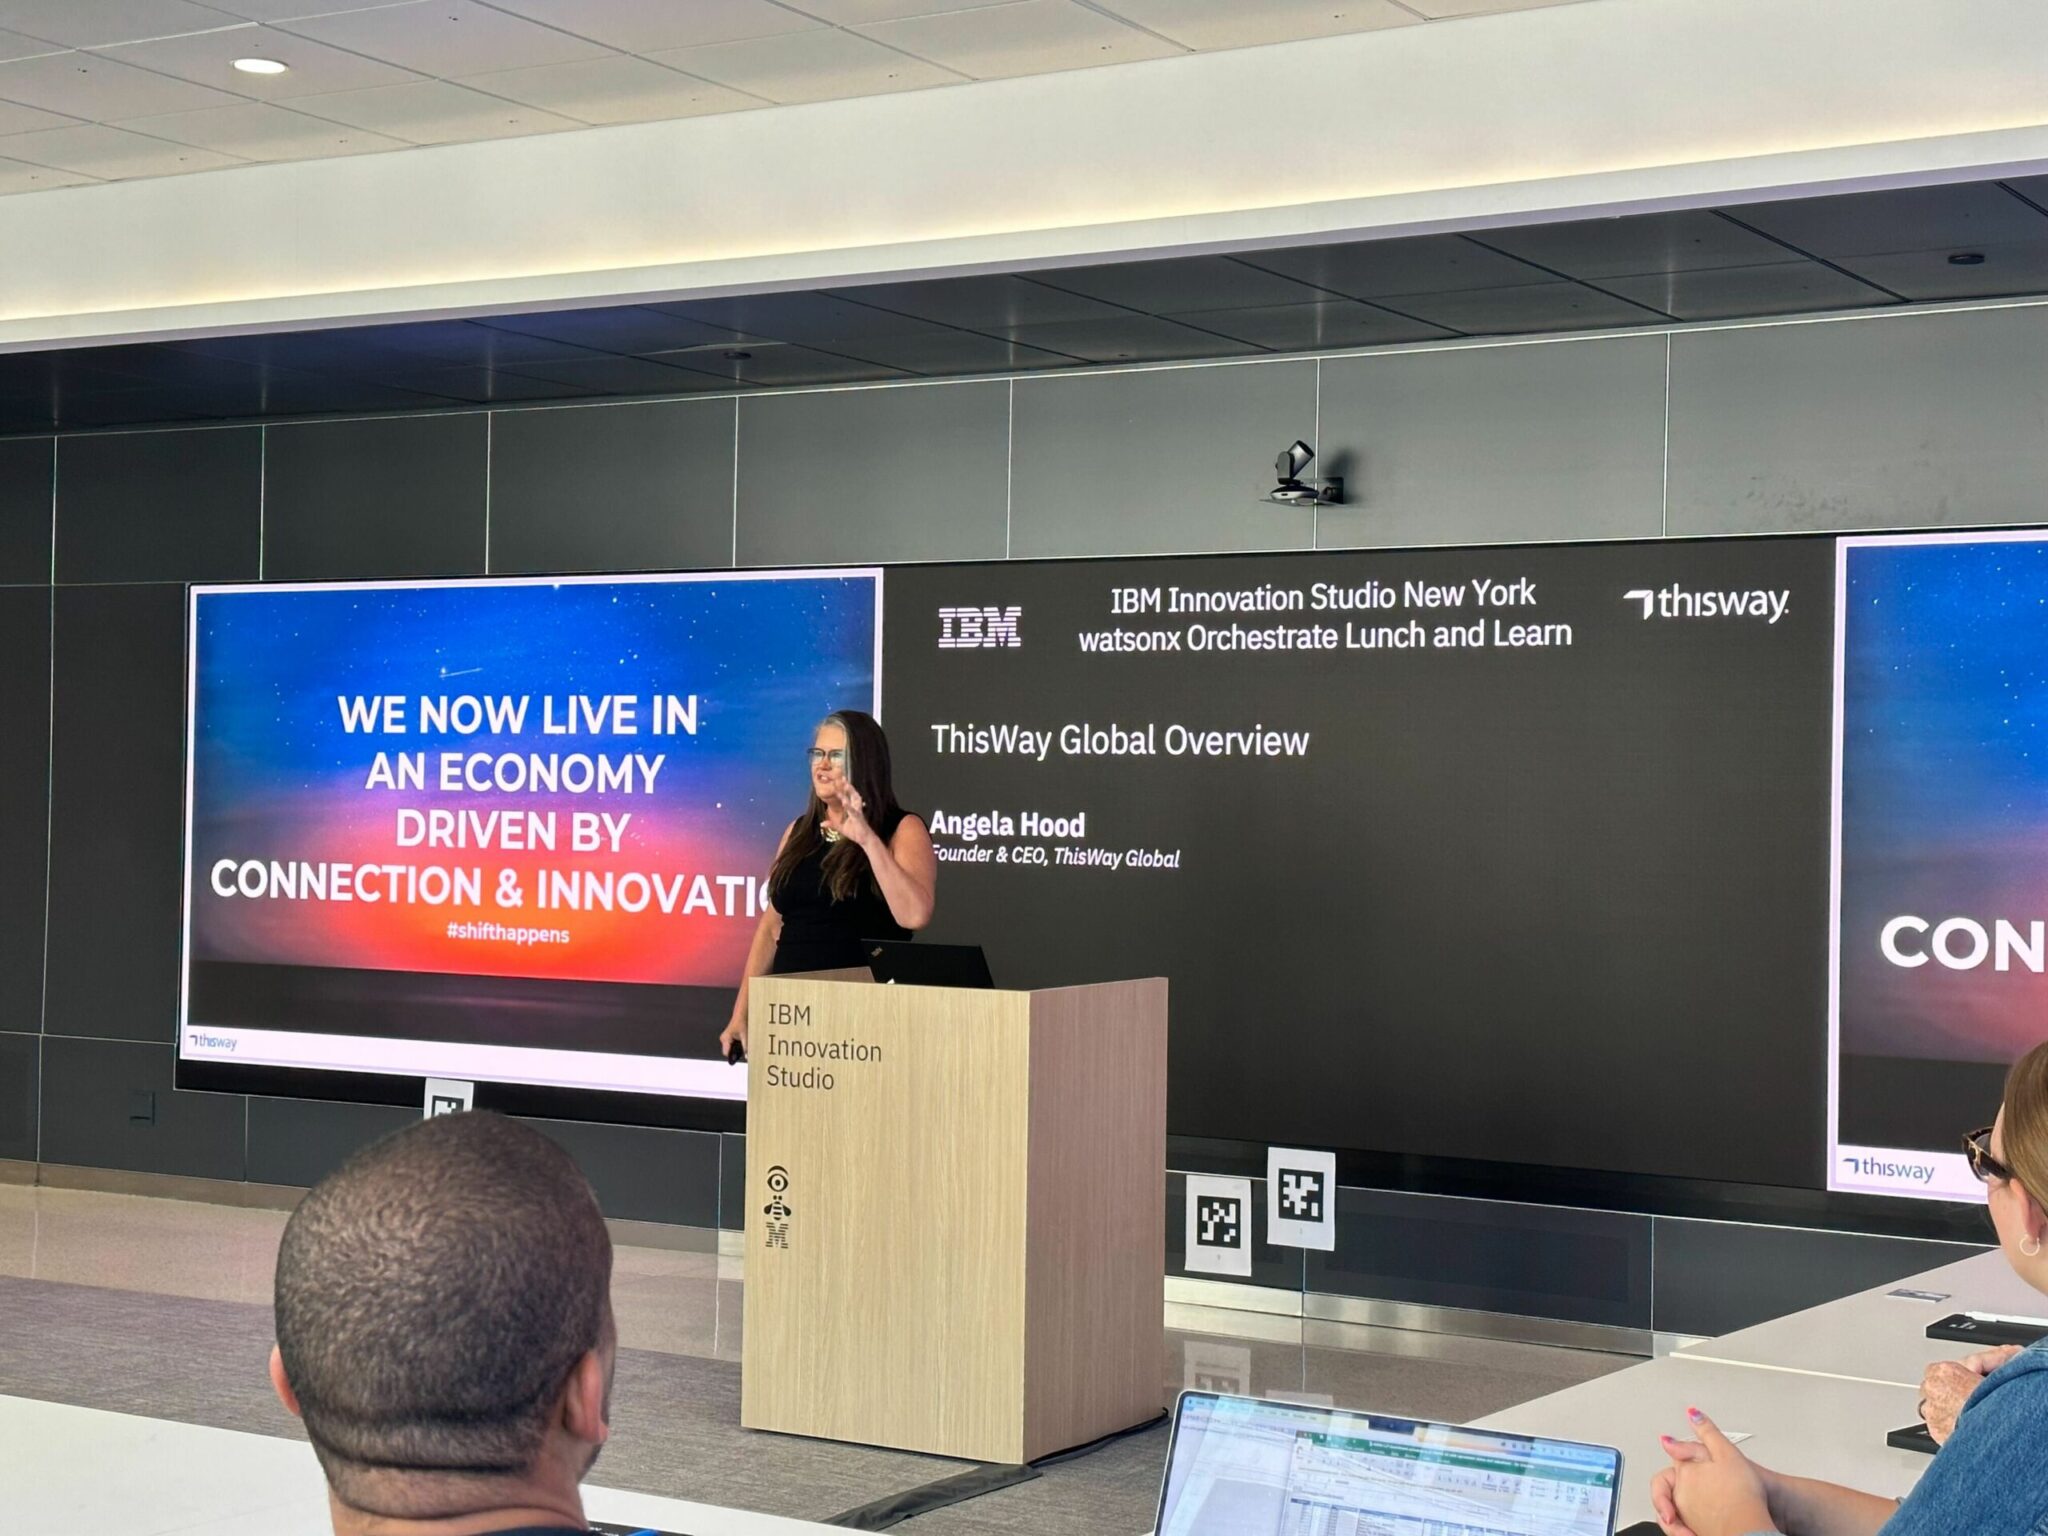 WE NOW LIVE IN
AN ECONOMY
DRIVEN BY
CONNECTION & INNOVATI
#shifthappens
thisway
IBM
IBM Innovation Studio New York
watsonx Orchestrate Lunch and Learn
thisway
ThisWay Global Overview
Angela Hood
Founder & CEO, ThisWay Global
CON
thisway
IBM
Innovation
Studio
M